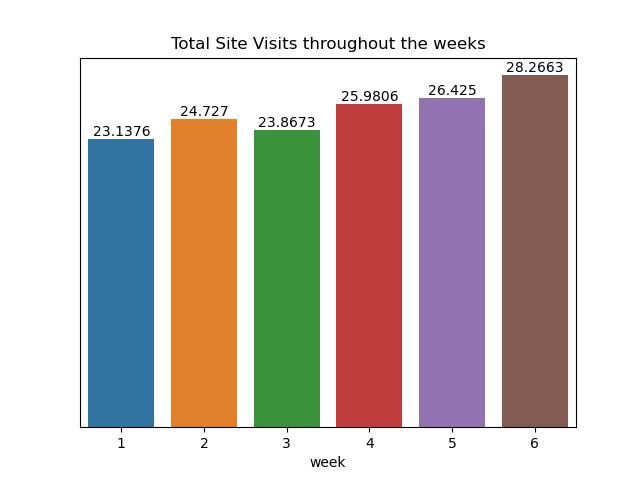 Total Site Visits throughout the weeks
23.1376
24.727
23.8673
25.9806
26.425
28.2663
1 2 3 4 5 6
week